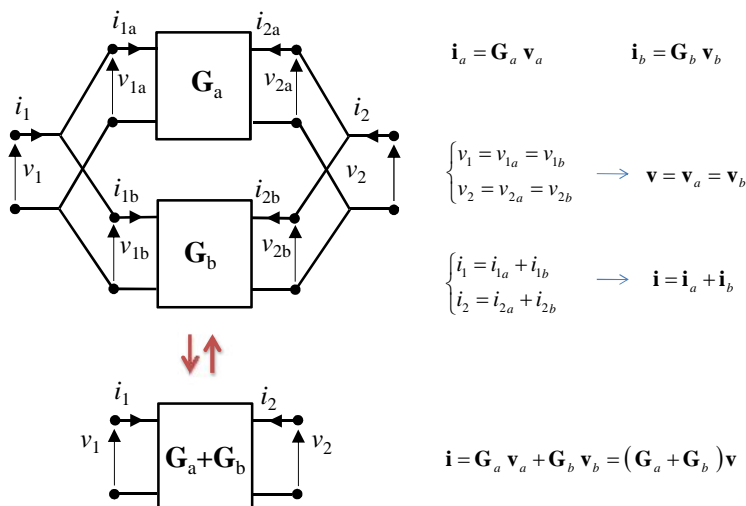 i1a i2a
v1a Ga v2a
i1 i2
v1 v2
i1b i2b
v1b Gb v2b
i1 i2
v1 Ga+Gb v2
ia = Ga va ib = Gb vb
{v1 = v1a = v1b
v2 = v2a = v2b → v = va = vb
{i1 = i1a + i1b
i2 = i2a + i2b → i = ia + ib
i = Ga va + Gb vb = (Ga + Gb)v